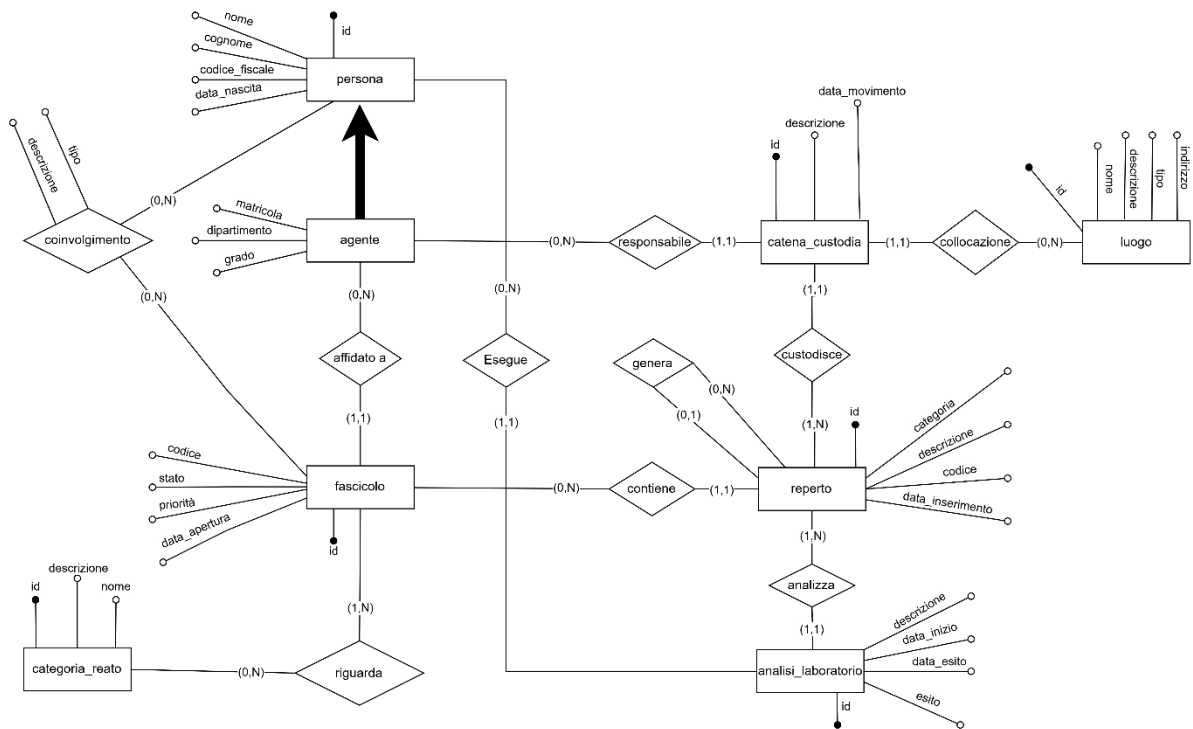 nome
id
cognome
codice_fiscale
data_nascita
persona
data_movimento
descrizione
id
descrizione
tipo
id
nome
descrizione
tipo
indirizzo
(0,N)
coinvolgimento
matricola
dipartimento
grado
agente
(0,N)
responsabile
(1,1)
catena_custodia
(1,1)
collocazione
(0,N)
luogo
(0,N)
(0,N)
(0,N)
(1,1)
affidato a
Esegue
genera
(0,N)
(0,1)
custodisce
(1,1)
(1,1)
(1,N)
id
categoria
descrizione
codice
data_inserimento
codice
stato
priorità
data_apertura
fascicolo
id
(0,N)
contiene
(1,1)
reperto
(1,N)
analizza
(1,1)
descrizione
id
nome
(1,N)
categoria_reato
(0,N)
riguarda
analisi_laboratorio
descrizione
data_inizio
data_esito
esito
id